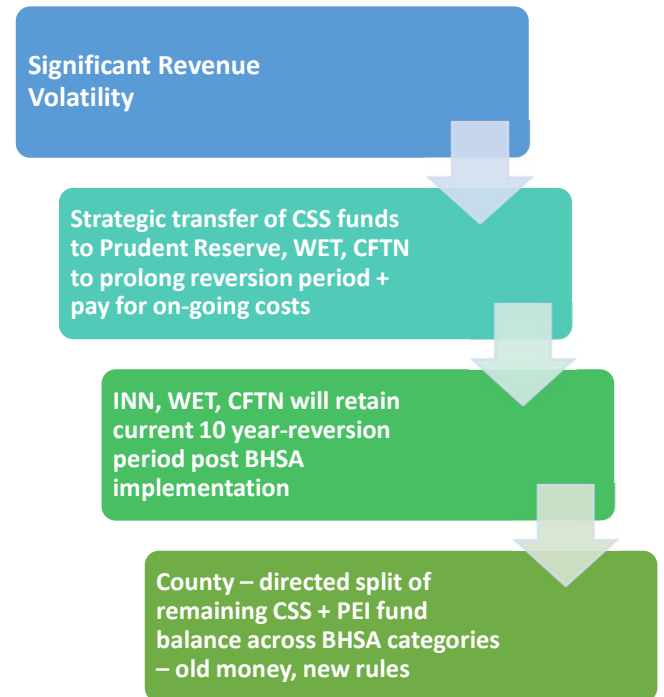 Significant Revenue
Volatility
Strategic transfer of CSS funds
to Prudent Reserve, WET, CFTN
to prolong reversion period +
pay for on-going costs
INN, WET, CFTN will retain
current 10 year-reversion
period post BHSA
implementation
County – directed split of
remaining CSS + PEI fund
balance across BHSA categories
– old money, new rules